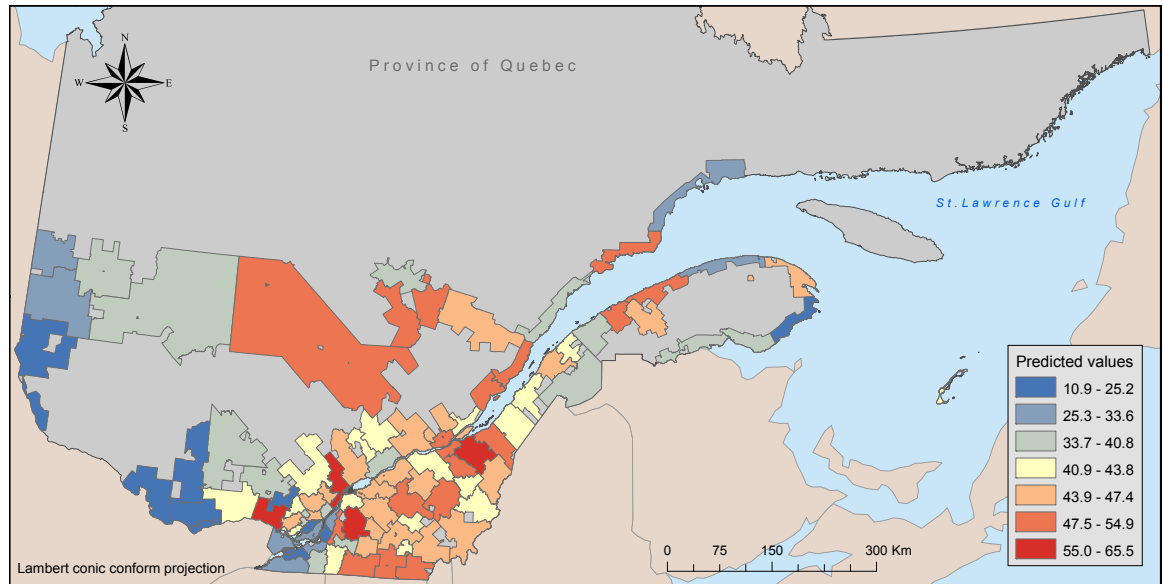 N
W E
S
Province of Quebec
St.Lawrence Gulf
Predicted values
10.9 - 25.2
25.3 - 33.6
33.7 - 40.8
40.9 - 43.8
43.9 - 47.4
47.5 - 54.9
55.0 - 65.5
0 75 150 300 Km
Lambert conic conform projection